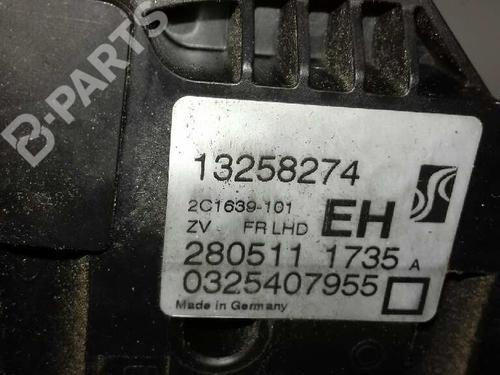 B-PARTS
13258274
2C1639-101
ZV - FR LHD EH
280511 1735 A
0325407955
Made in Germany